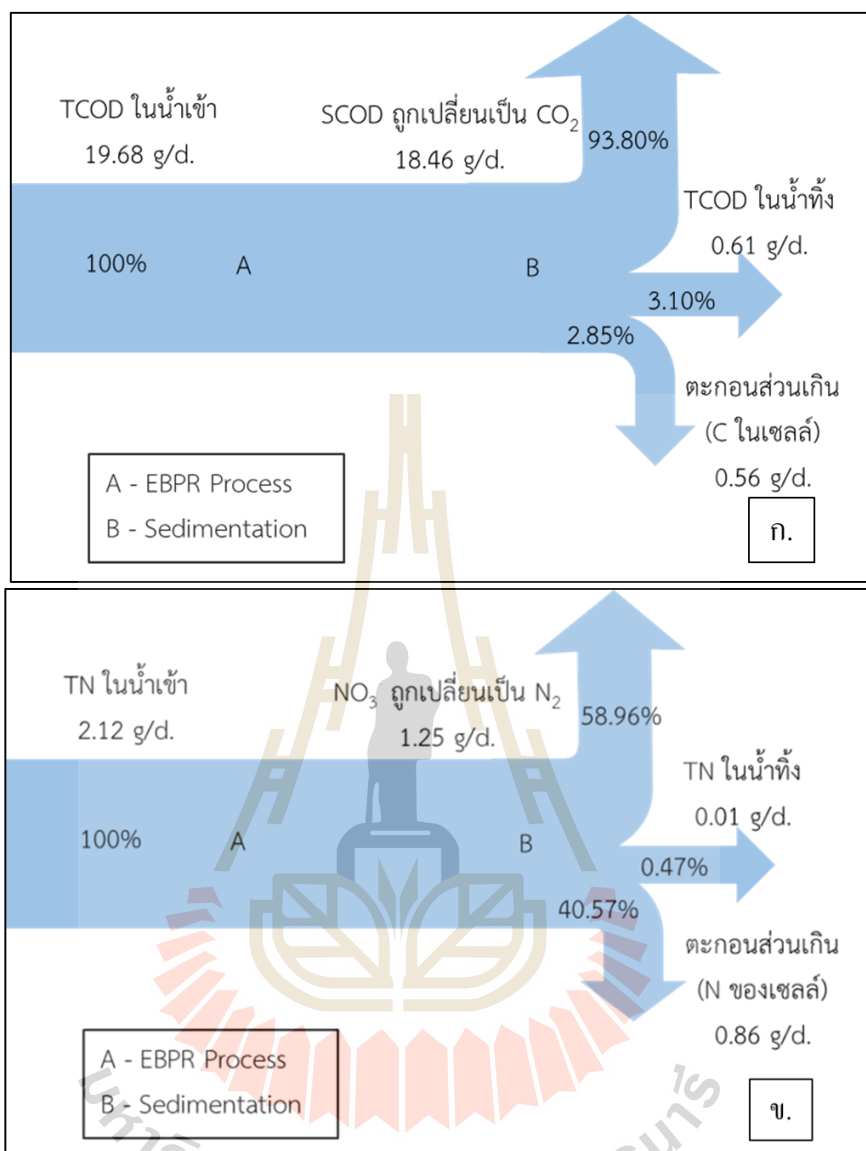 TCOD ในน้ำเข้า
19.68 g/d.
SCOD ถูกเปลี่ยนเป็น CO₂
18.46 g/d.
93.80%
TCOD ในน้ำทิ้ง
0.61 g/d.
100%
A
B
3.10%
2.85%
ตะกอนส่วนเกิน
(C ในเซลล์)
0.56 g/d.
A - EBPR Process
B - Sedimentation
ก.
TN ในน้ำเข้า
2.12 g/d.
NO₃ ถูกเปลี่ยนเป็น N₂
1.25 g/d.
58.96%
TN ในน้ำทิ้ง
0.01 g/d.
100%
A
B
0.47%
40.57%
ตะกอนส่วนเกิน
(N ของเซลล์)
0.86 g/d.
A - EBPR Process
B - Sedimentation
ข.